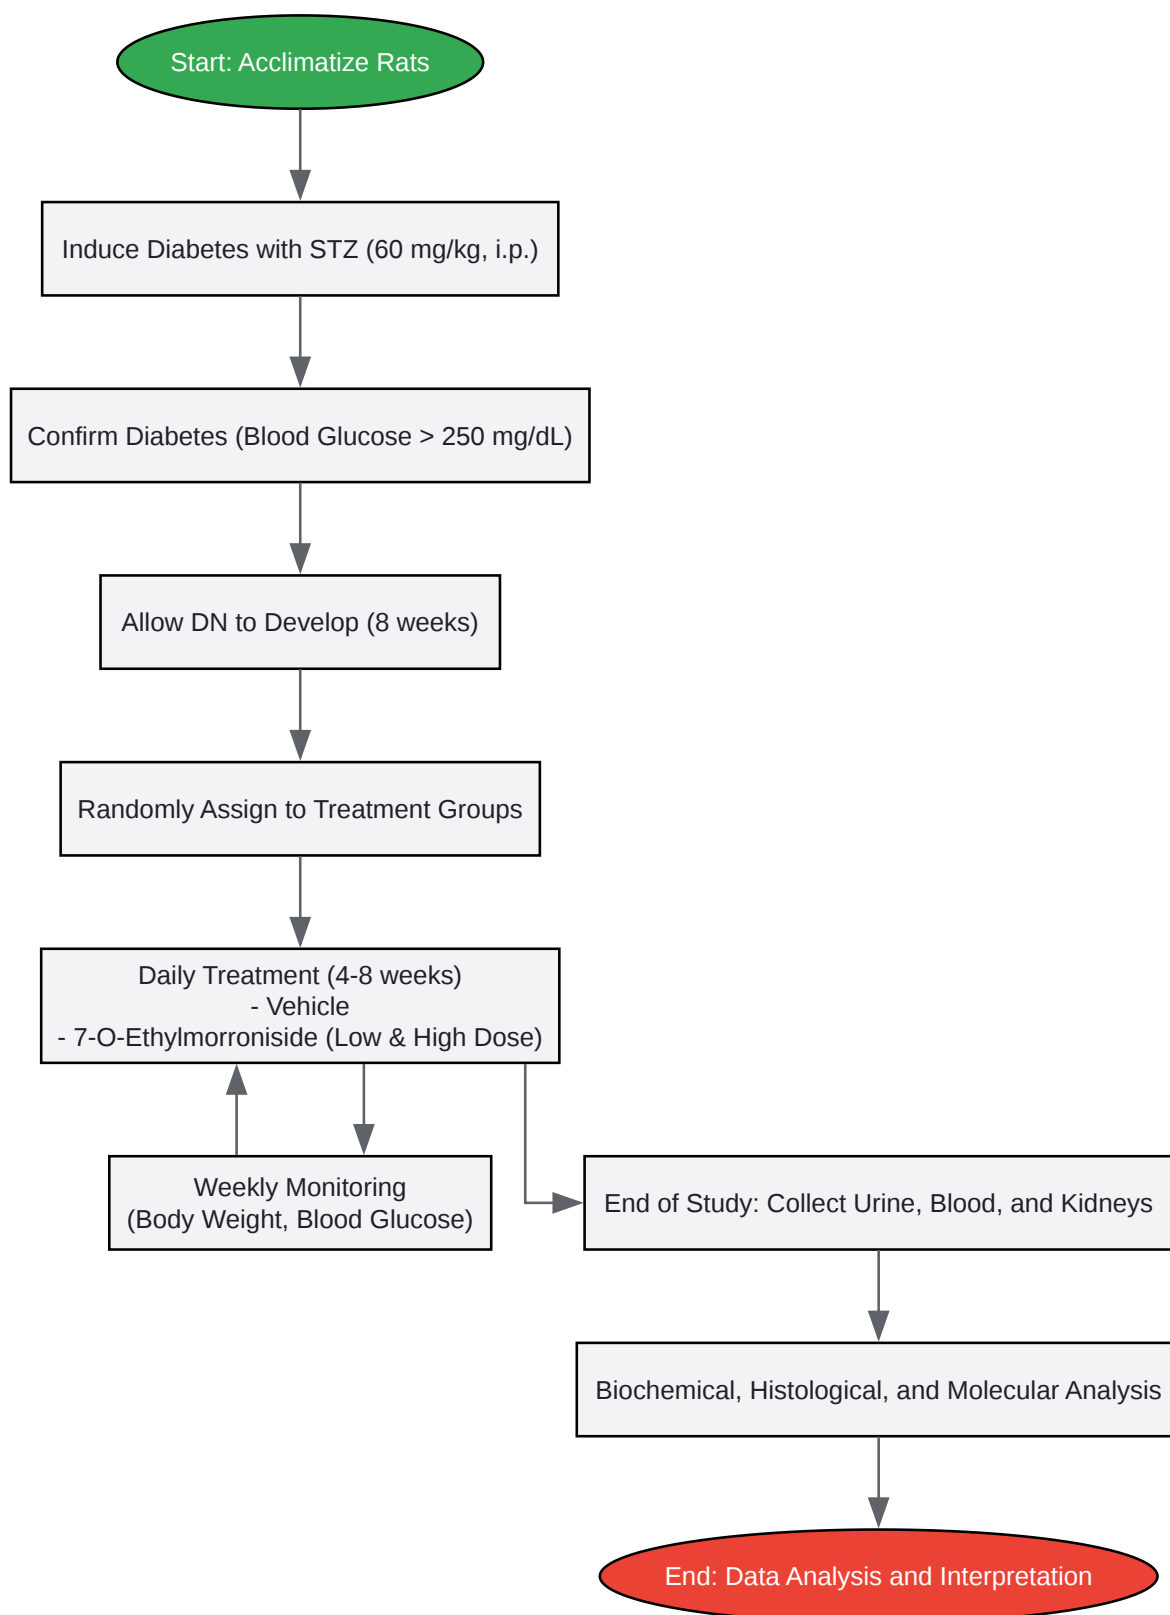 Start: Acclimatize Rats
Induce Diabetes with STZ (60 mg/kg, i.p.)
Confirm Diabetes (Blood Glucose > 250 mg/dL)
Allow DN to Develop (8 weeks)
Randomly Assign to Treatment Groups
Daily Treatment (4-8 weeks)
- Vehicle
- 7-O-Ethylmorroniside (Low & High Dose)
Weekly Monitoring
(Body Weight, Blood Glucose)
End of Study: Collect Urine, Blood, and Kidneys
Biochemical, Histological, and Molecular Analysis
End: Data Analysis and Interpretation